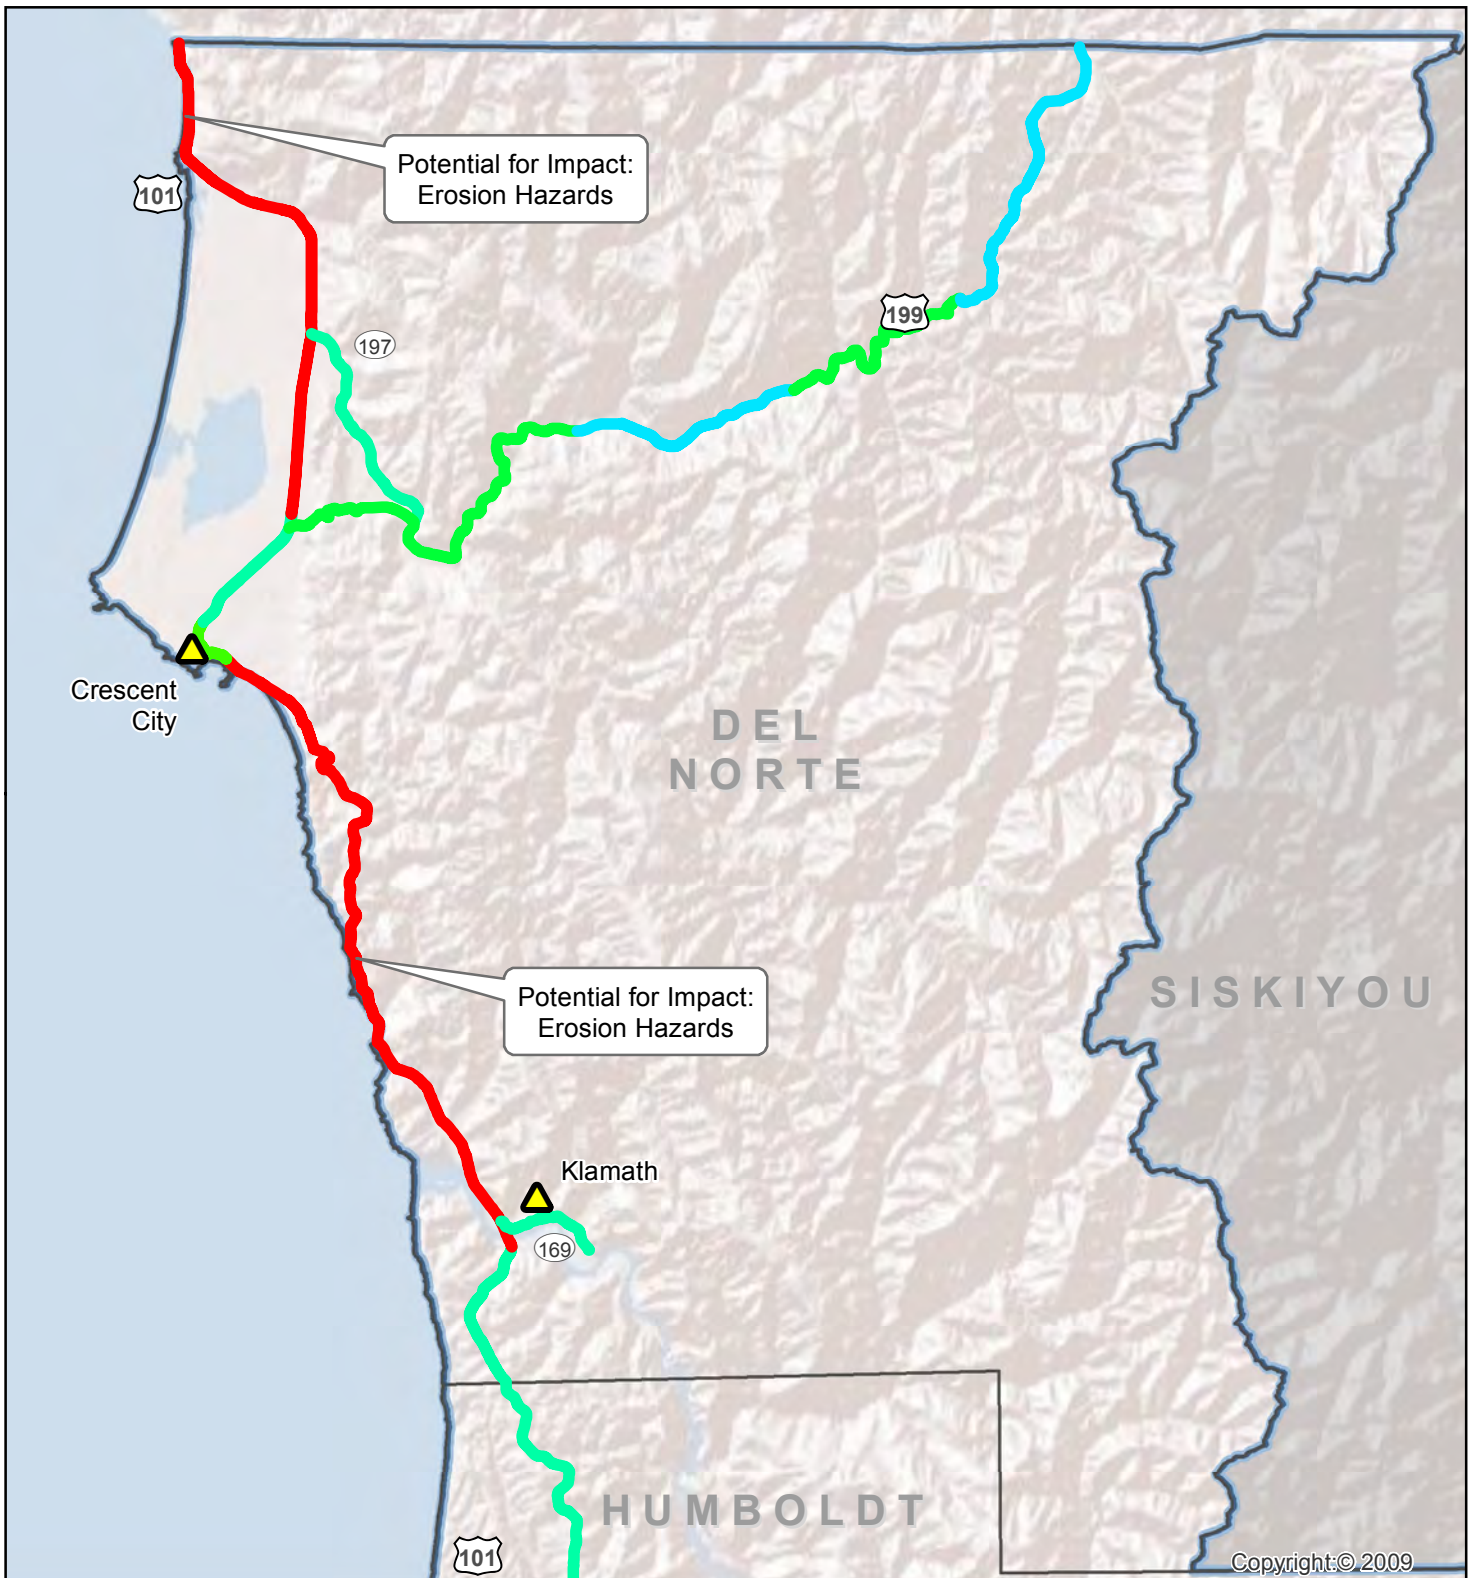 Potential for Impact:
Erosion Hazards
101
199
197
Crescent
City
DEL
NORTE
Potential for Impact:
Erosion Hazards
SISKIYOU
Klamath
169
HUMBOLDT
101
Copyright:© 2009